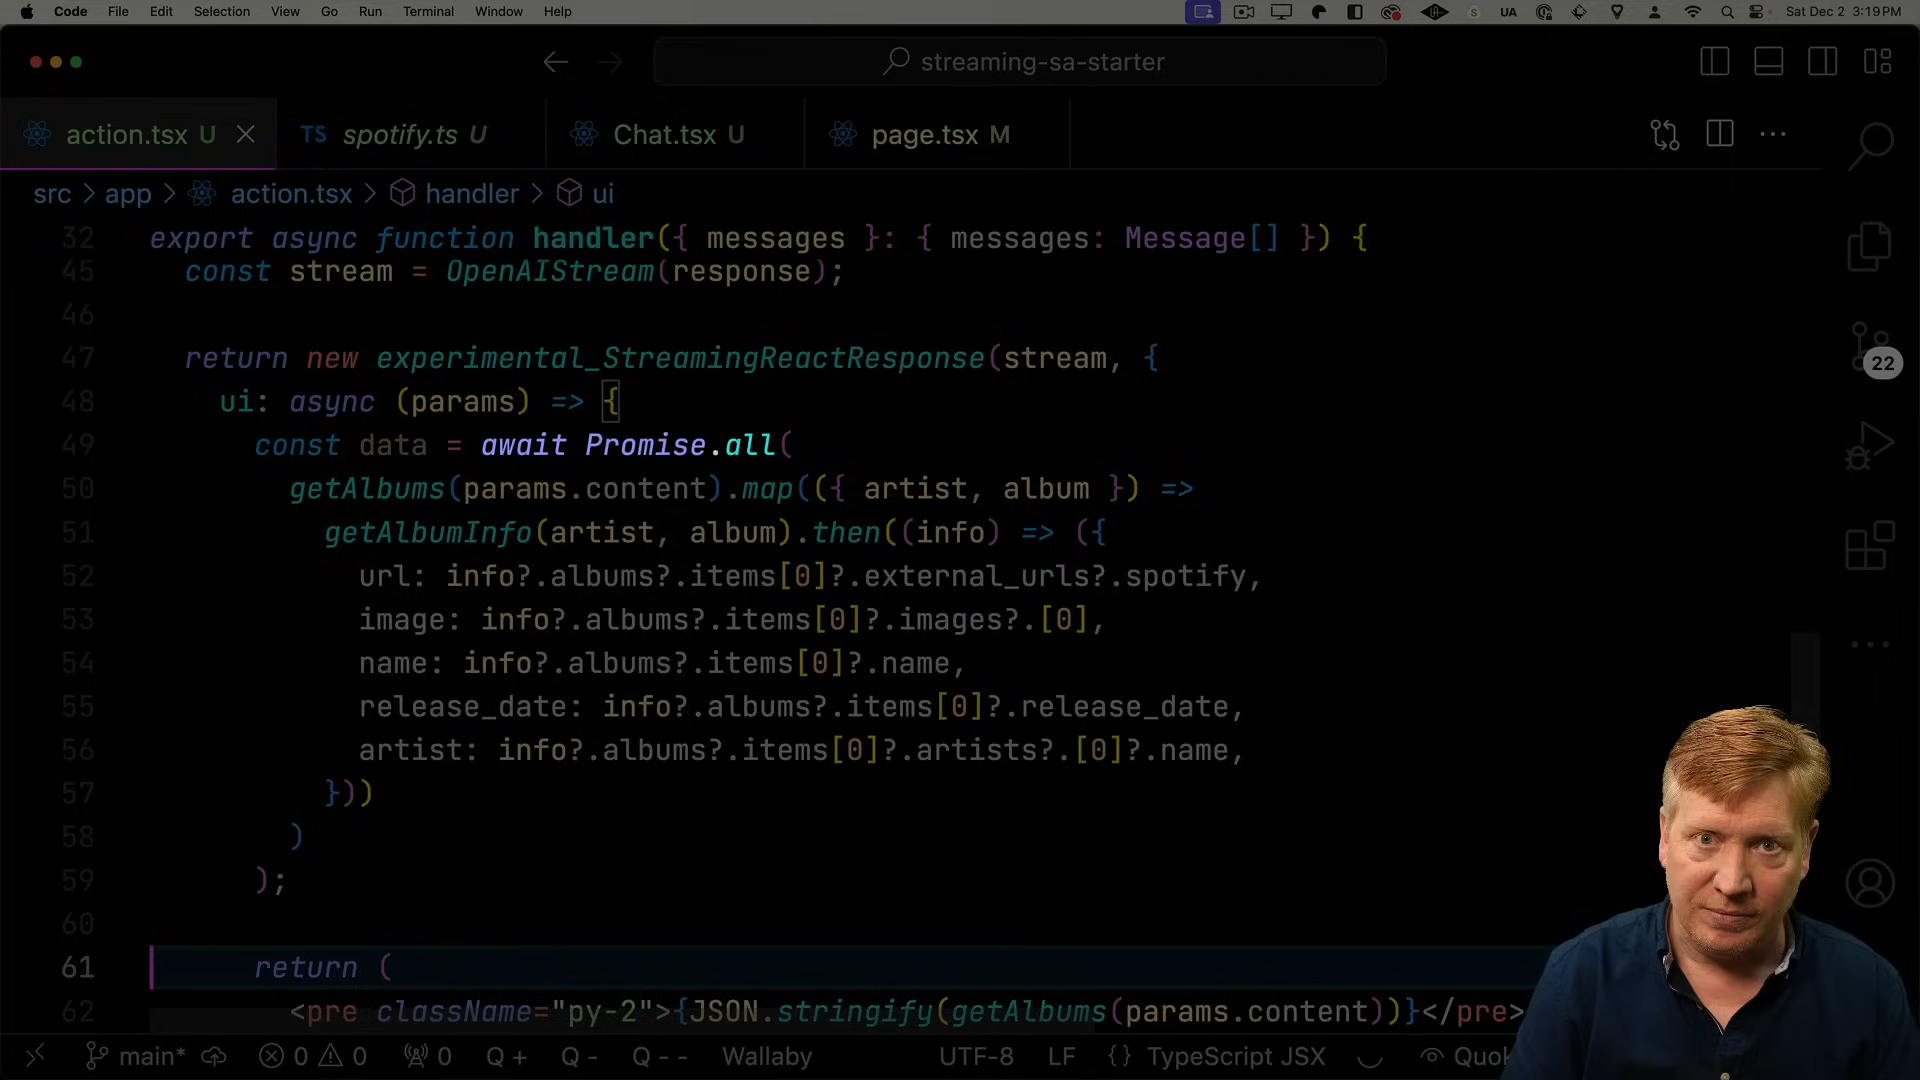 Code File Edit Selection View Go Run Terminal Window Help UA Sat Dec 2 3:19 PM
streaming-sa-starter
action.tsx U TS spotify.ts U Chat.tsx U page.tsx M
src > app > action.tsx > handler > ui
32 export async function handler({ messages }: { messages: Message[] }) {
45 const stream = OpenAIStream(response);
46
47 return new experimental_StreamingReactResponse(stream, {
22
48 ui: async (params) => {
49 const data = await Promise.all(
50 getAlbums(params.content).map(({ artist, album }) =>
51 getAlbumInfo(artist, album).then((info) => ({
52 url: info?.albums?.items[0]?.external_urls?.spotify,
53 image: info?.albums?.items[0]?.images?.[0],
54 name: info?.albums?.items[0]?.name,
55 release_date: info?.albums?.items[0]?.release_date,
56 artist: info?.albums?.items[0]?.artists?.[0]?.name,
57 }))
58 )
59 );
60
61 return (
62 <pre className="py-2">{JSON.stringify(getAlbums(params.content))}</pre>
main* 0 0 0 Q + Q - Q -- Wallaby UTF-8 LF {} TypeScript JSX Quok